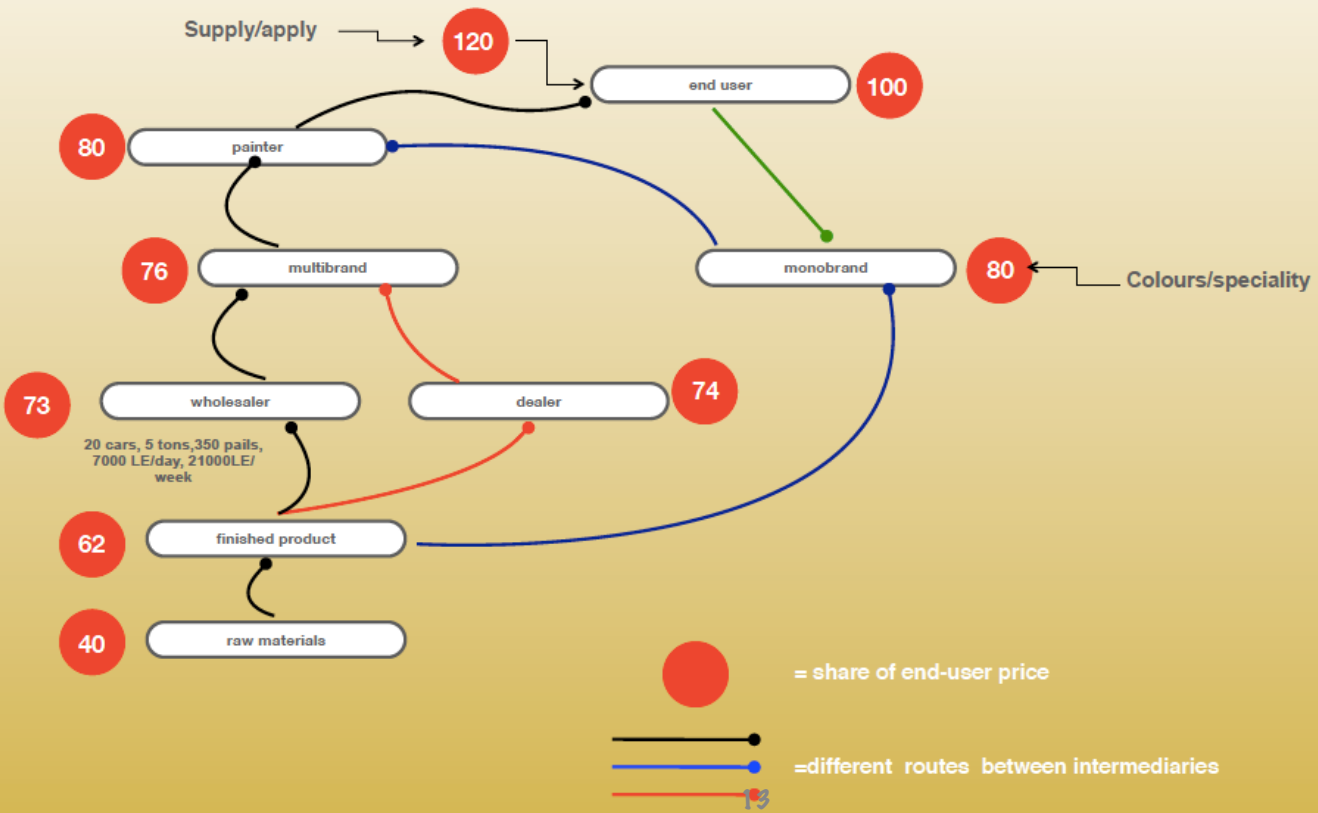 Supply/apply
120
end user
100
80
painter
76
multibrand
monobrand
80
Colours/speciality
73
wholesaler
dealer
74
20 cars, 5 tons,350 pails,
7000 LE/day, 21000LE/
week
62
finished product
40
raw materials
= share of end-user price
=different routes between intermediaries
13